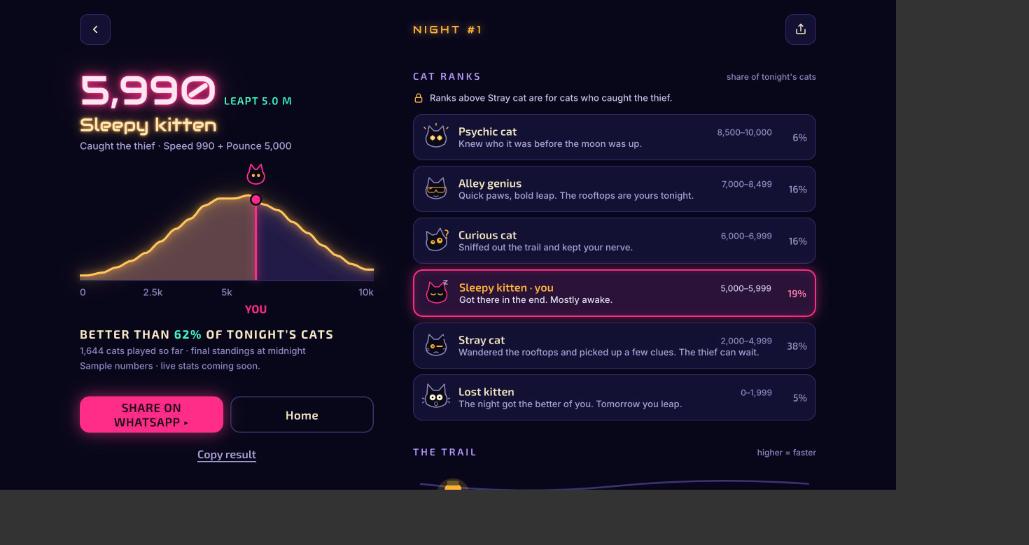 NIGHT #1
5,990 LEAPT 5.0 M
Sleepy kitten
Caught the thief · Speed 990 + Pounce 5,000
0 2.5k 5k 10k
YOU
BETTER THAN 62% OF TONIGHT'S CATS
1,644 cats played so far · final standings at midnight
Sample numbers · live stats coming soon.
SHARE ON
WHATSAPP ▸
Home
Copy result
CAT RANKS share of tonight's cats
Ranks above Stray cat are for cats who caught the thief.
Psychic cat 8,500–10,000 6%
Knew who it was before the moon was up.
Alley genius 7,000–8,499 16%
Quick paws, bold leap. The rooftops are yours tonight.
Curious cat 6,000–6,999 16%
Sniffed out the trail and kept your nerve.
Sleepy kitten · you 5,000–5,999 19%
Got there in the end. Mostly awake.
Stray cat 2,000–4,999 38%
Wandered the rooftops and picked up a few clues. The thief can wait.
Lost kitten 0–1,999 5%
The night got the better of you. Tomorrow you leap.
THE TRAIL higher = faster